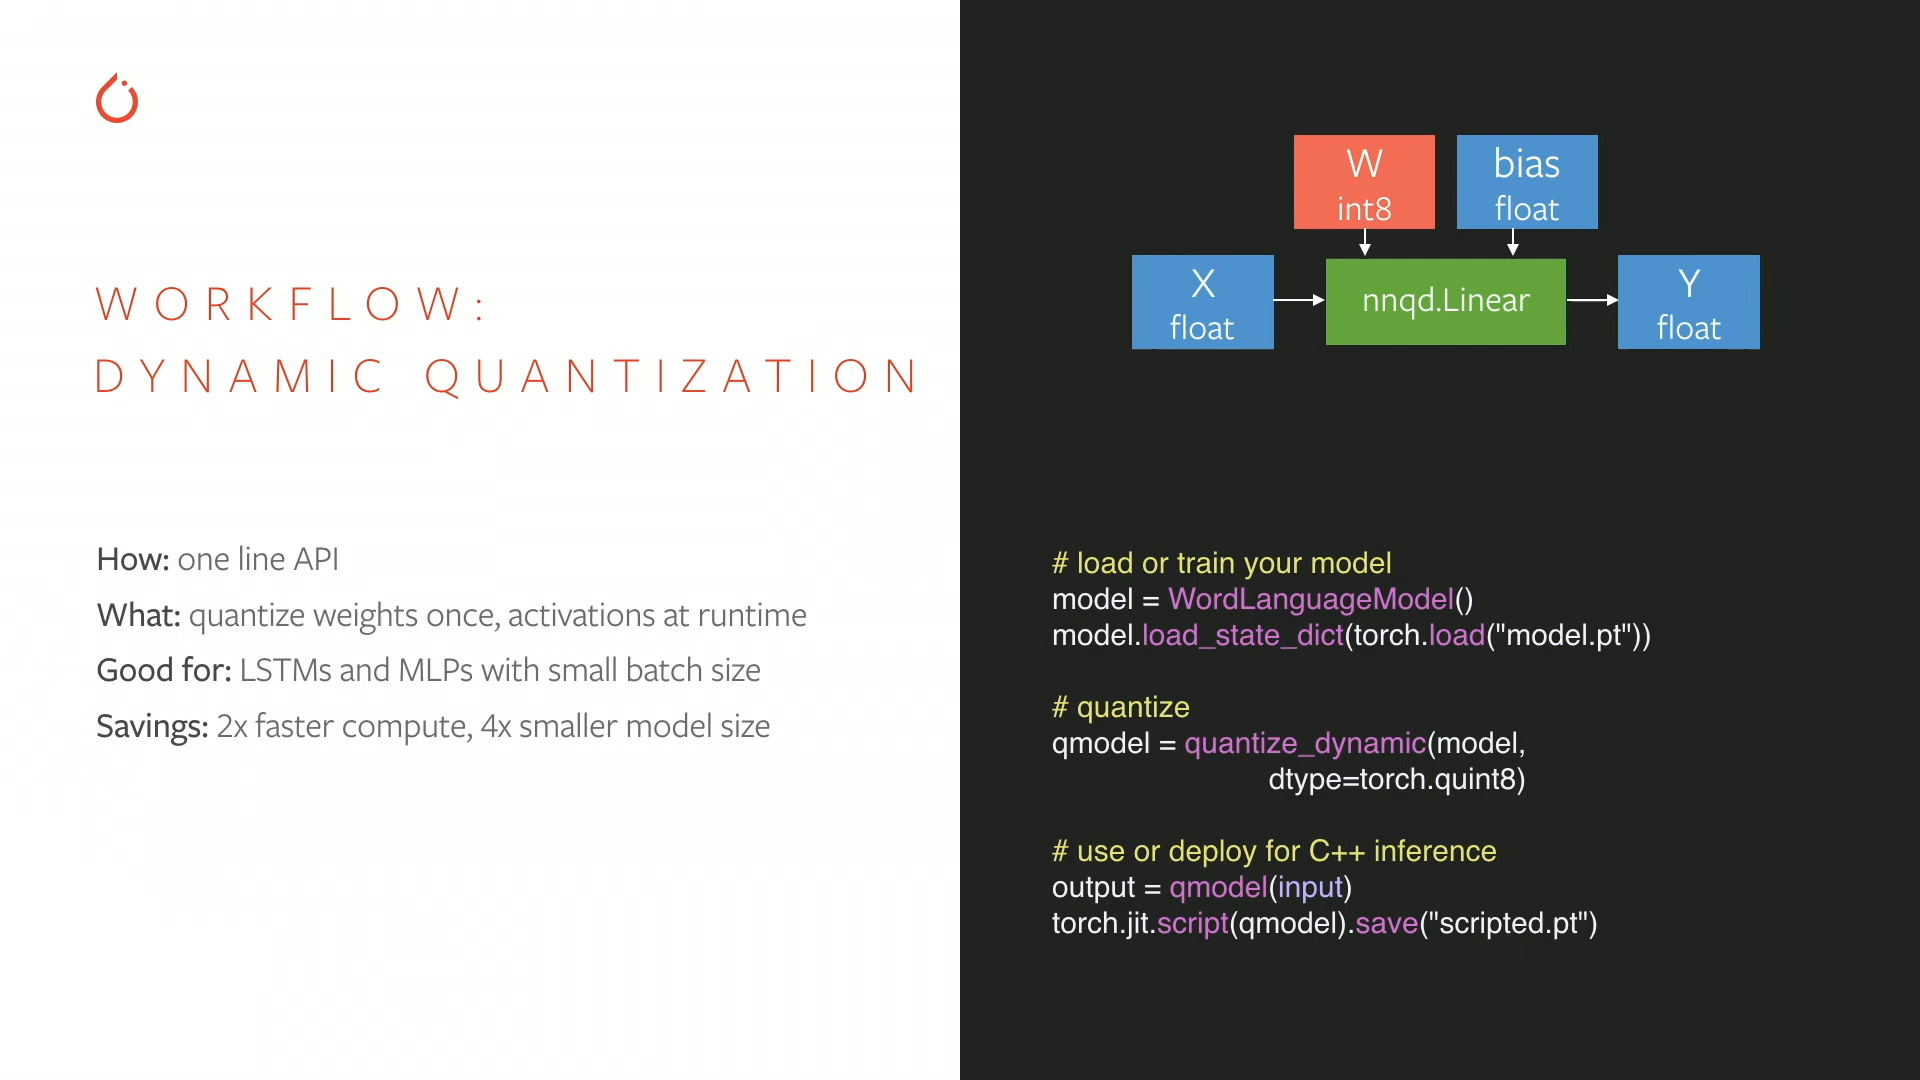 WORKFLOW:
DYNAMIC QUANTIZATION
How: one line API
What: quantize weights once, activations at runtime
Good for: LSTMs and MLPs with small batch size
Savings: 2x faster compute, 4x smaller model size
W
int8
bias
float
X
float
nnqd.Linear
Y
float
# load or train your model
model = WordLanguageModel()
model.load_state_dict(torch.load("model.pt"))
# quantize
qmodel = quantize_dynamic(model,
dtype=torch.quint8)
# use or deploy for C++ inference
output = qmodel(input)
torch.jit.script(qmodel).save("scripted.pt")